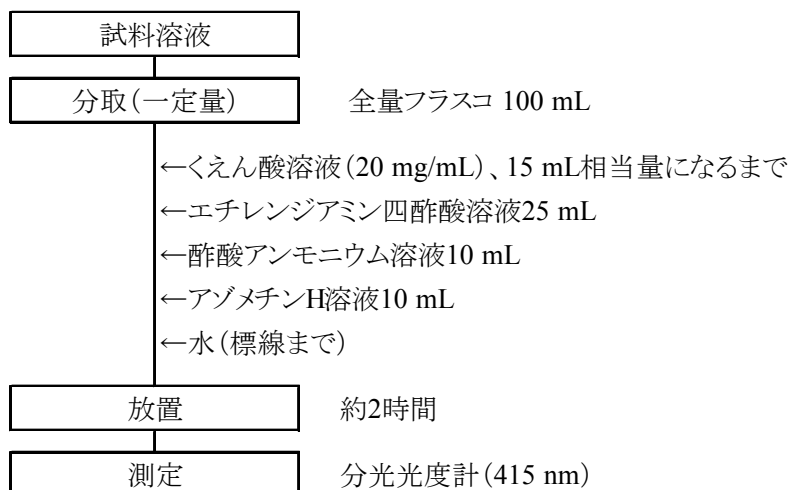 試料溶液
分取(一定量) 全量フラスコ 100 mL
←くえん酸溶液(20 mg/mL)、15 mL相当量になるまで
←エチレンジアミン四酢酸溶液25 mL
←酢酸アンモニウム溶液10 mL
←アゾメチンH溶液10 mL
←水(標線まで)
放置 約2時間
測定 分光光度計(415 nm)